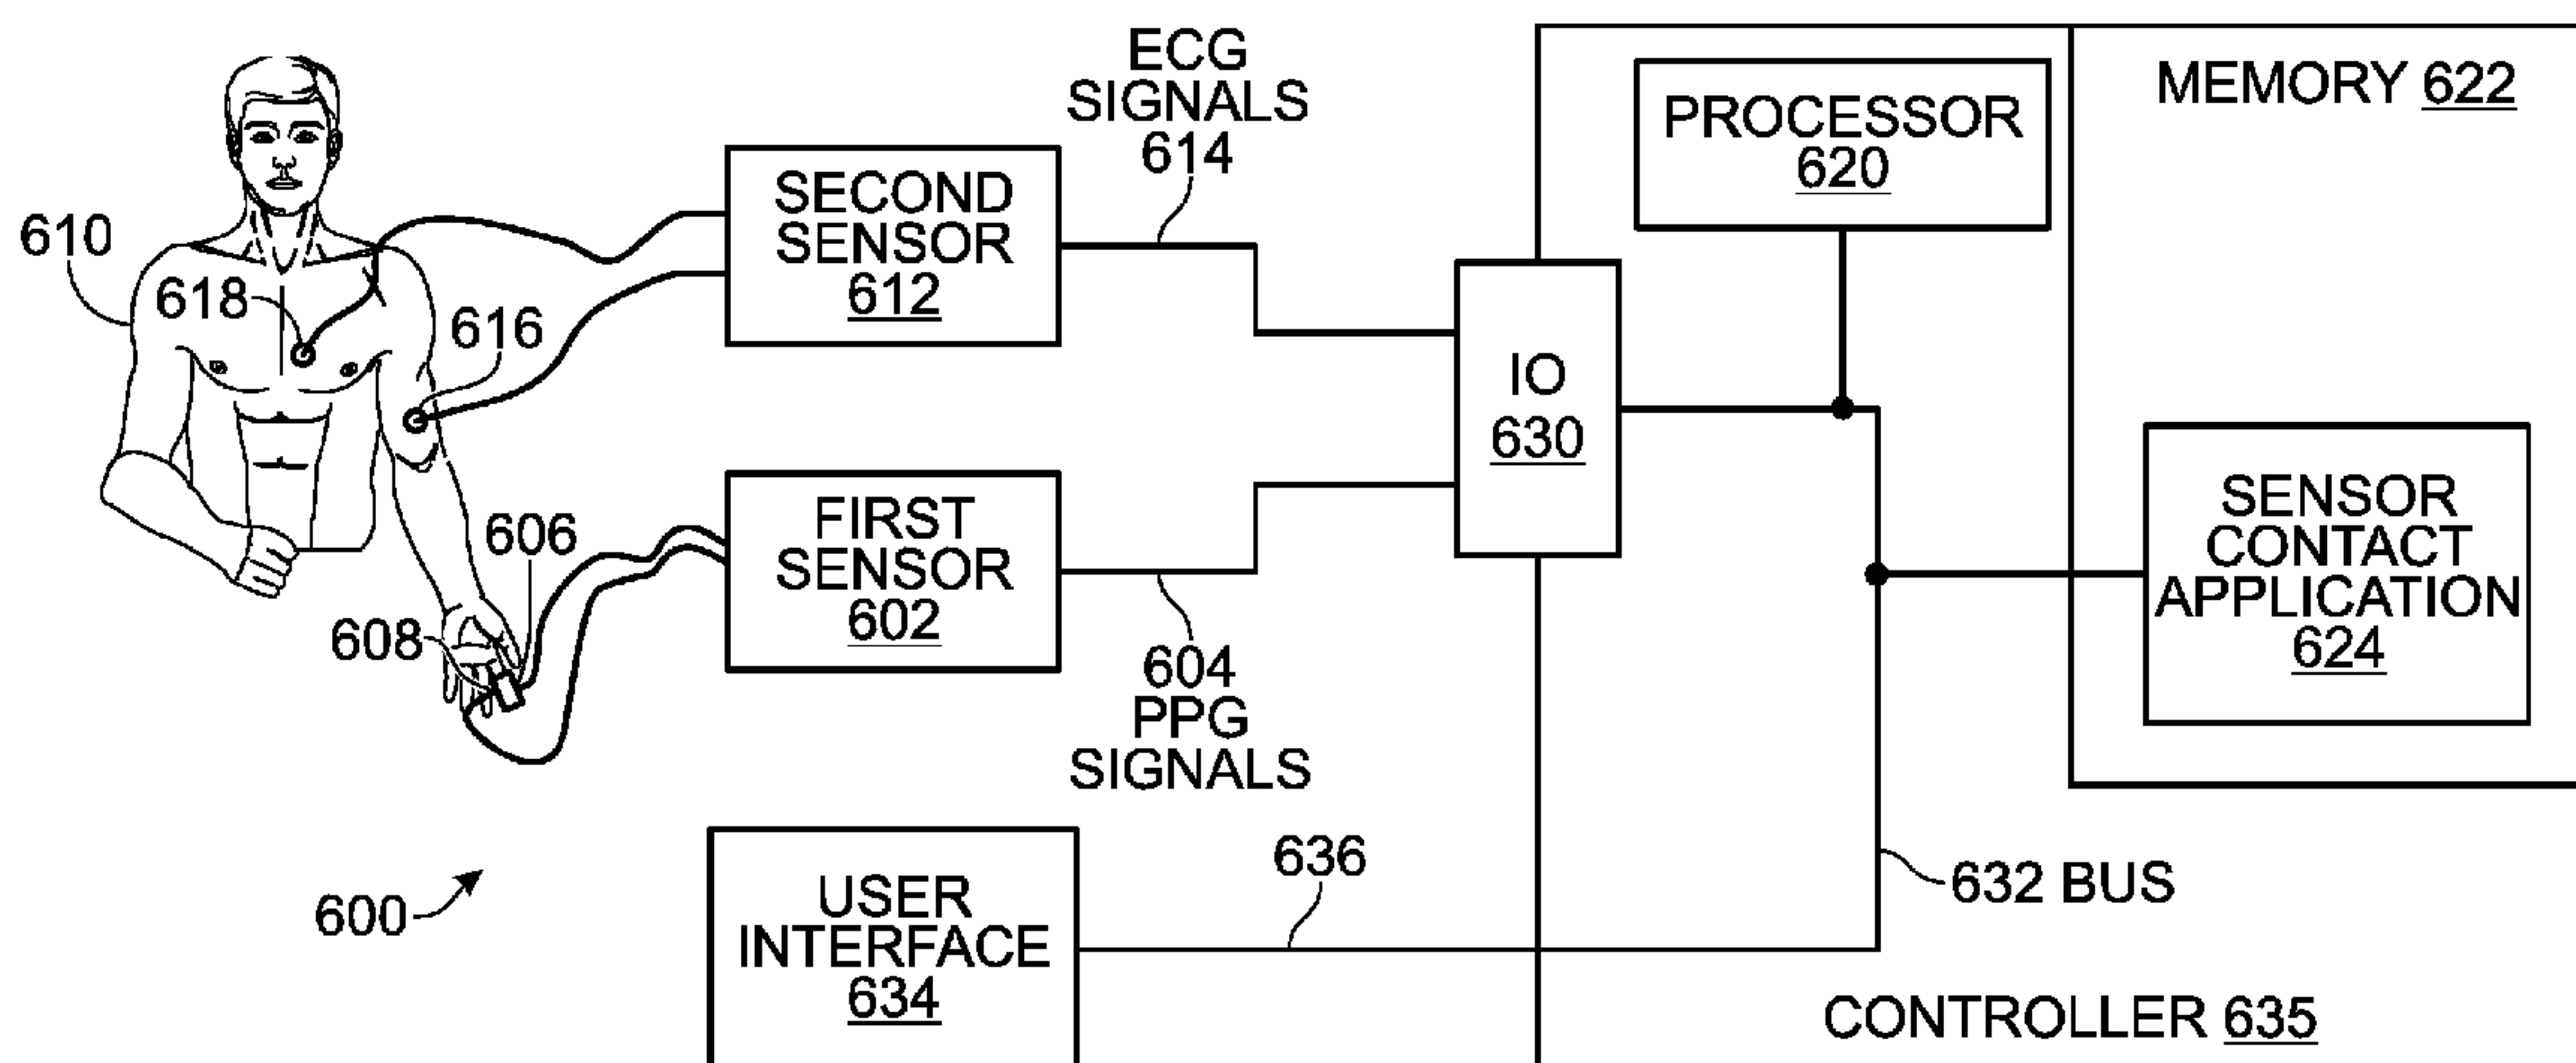 610
618
616
606
608
600
SECOND
SENSOR
612
ECG
SIGNALS
614
FIRST
SENSOR
602
604
PPG
SIGNALS
USER
INTERFACE
634
636
IO
630
PROCESSOR
620
MEMORY 622
SENSOR
CONTACT
APPLICATION
624
632 BUS
CONTROLLER 635